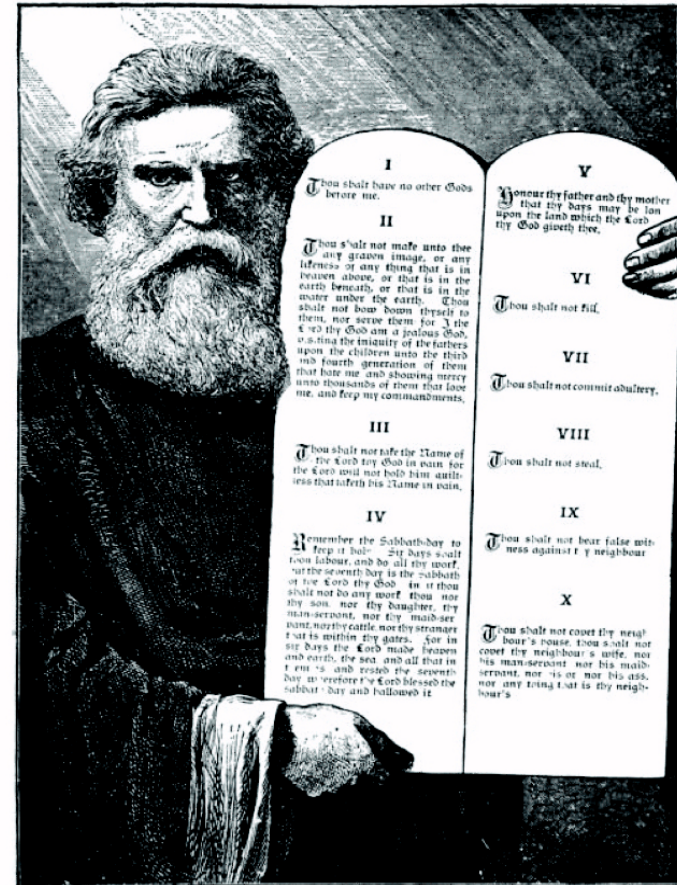 I
Thou shalt have no other Gods
before me.
II
Thou shalt not make unto thee
any graven image, or any
likeness of any thing that is in
heaven above, or that is in the
earth beneath, or that is in the
water under the earth. Thou
shalt not bow down thyself to
them, nor serve them for I the
Lord thy God am a jealous God,
visiting the iniquity of the fathers
upon the children unto the third
and fourth generation of them
that hate me and showing mercy
unto thousands of them that love
me, and keep my commandments.
III
Thou shalt not take the Name of
the Lord thy God in vain for
the Lord will not hold him guilt-
less that taketh his Name in vain.
IV
Remember the Sabbath-day to
keep it holy Six days shalt
thou labour, and do all thy work,
but the seventh day is the sabbath
of the Lord thy God in it thou
shalt not do any work thou nor
thy son, nor thy daughter, thy
man-servant, nor thy maid-ser
vant, nor thy cattle, nor thy stranger
that is within thy gates. For in
six days the Lord made heaven
and earth, the sea, and all that in
them is and rested the seventh
day wherefore the Lord blessed the
sabbath day and hallowed it
V
Honour thy father and thy mother
that thy days may be lon
upon the land which the Lord
thy God giveth thee.
VI
Thou shalt not kill.
VII
Thou shalt not commit adultery.
VIII
Thou shalt not steal.
IX
Thou shalt not bear false wit-
ness against thy neighbour
X
Thou shalt not covet thy neigh
bour's house, thou shalt not
covet thy neighbour's wife, nor
his man-servant nor his maid-
servant, nor his or nor his ass,
nor any thing that is thy neigh-
bour's